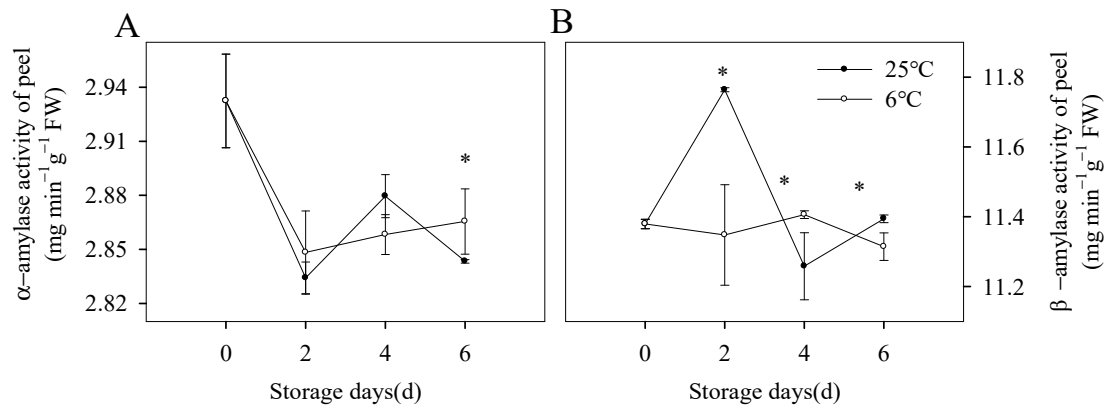 A
B
α−amylase activity of peel
(mg min−1g−1 FW)
2.94
2.91
2.88
2.85
2.82
*
0
2
4
6
Storage days(d)
25°C
6°C
*
*
*
11.8
11.6
11.4
11.2
0
2
4
6
Storage days(d)
β −amylase activity of peel
(mg min−1g−1 FW)